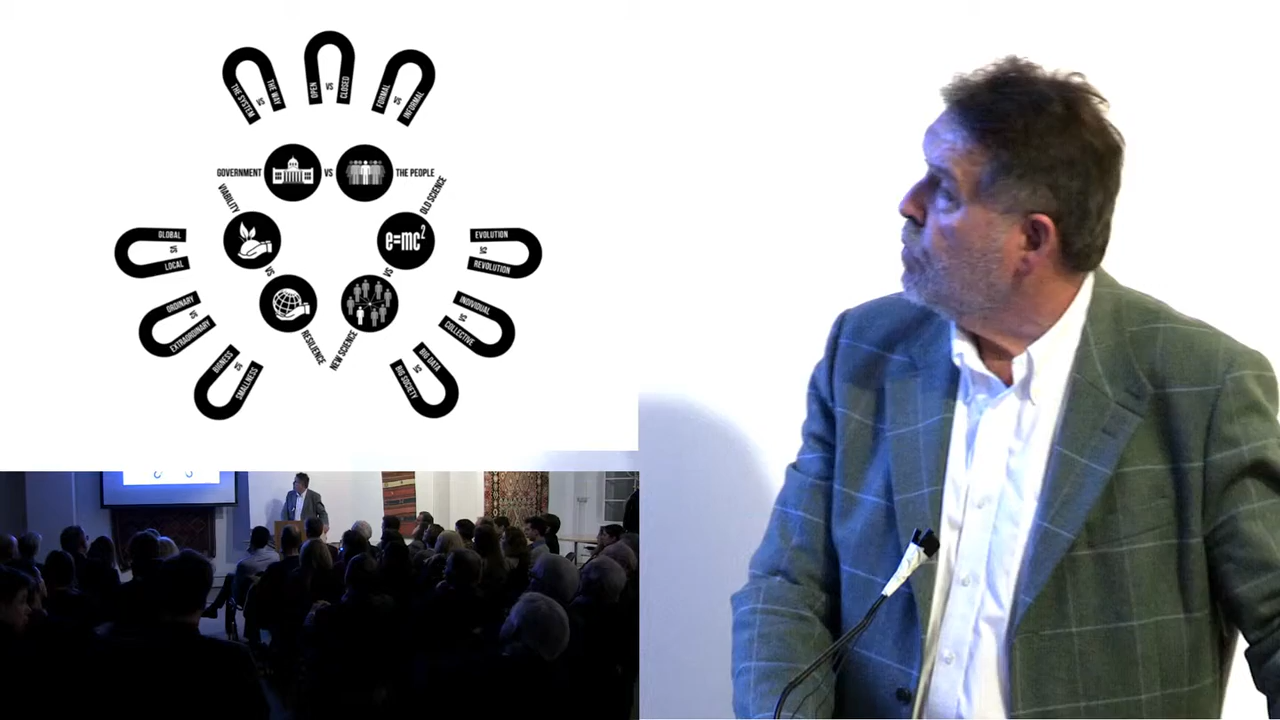 THE SYSTEM
VS
THE WAY
OPEN
VS
CLOSED
FORMAL
VS
INFORMAL
GOVERNMENT
VS
THE PEOPLE
VIABILITY
VS
RESILIENCE
OLD SCIENCE
e=mc²
VS
NEW SCIENCE
GLOBAL
VS
LOCAL
EVOLUTION
VS
REVOLUTION
ORDINARY
VS
EXTRAORDINARY
INDIVIDUAL
VS
COLLECTIVE
BIGNESS
VS
SMALLNESS
BIG DATA
VS
BIG SOCIETY